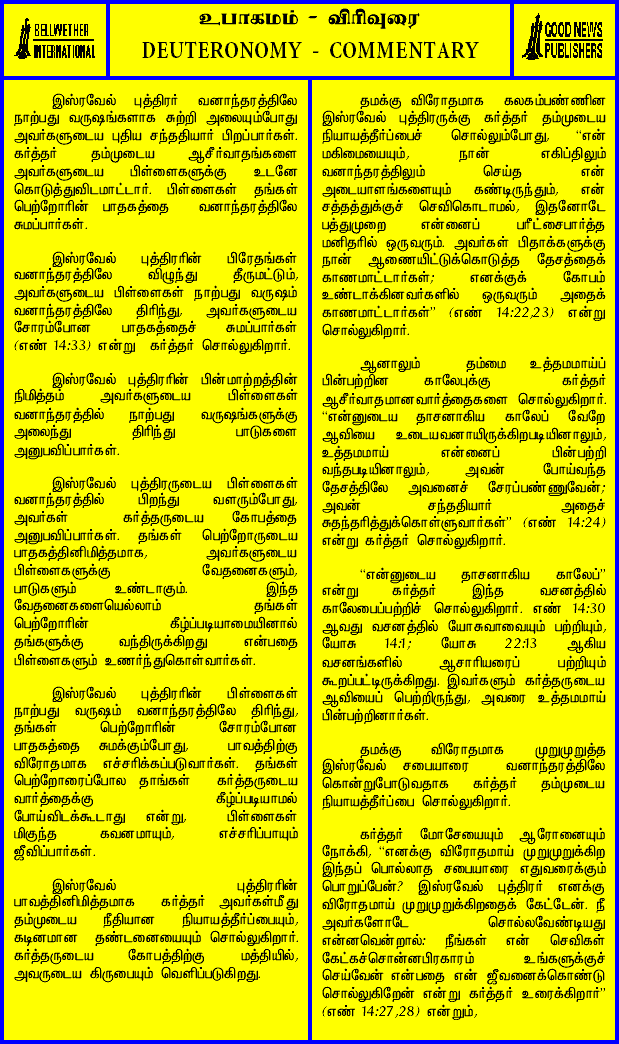 BELLWETHER
INTERNATIONAL
உபாகமம் - விரிவுரை
DEUTERONOMY - COMMENTARY
GOOD NEWS
PUBLISHERS
இஸ்ரவேல் புத்திரர் வனாந்தரத்திலே
நாற்பது வருஷங்களாக சுற்றி அலையும்போது
அவர்களுடைய புதிய சந்ததியார் பிறப்பார்கள்.
கர்த்தர் தம்முடைய ஆசீர்வாதங்களை
அவர்களுடைய பிள்ளைகளுக்கு உடனே
கொடுத்துவிடமாட்டார். பிள்ளைகள் தங்கள்
பெற்றோரின் பாதகத்தை வனாந்தரத்திலே
சுமப்பார்கள்.
இஸ்ரவேல் புத்திரரின் பிரேதங்கள்
வனாந்தரத்திலே விழுந்து தீருமட்டும்,
அவர்களுடைய பிள்ளைகள் நாற்பது வருஷம்
வனாந்தரத்திலே திரிந்து, அவர்களுடைய
சோரம்போன பாதகத்தைச் சுமப்பார்கள்
(எண் 14:33) என்று கர்த்தர் சொல்லுகிறார்.
இஸ்ரவேல் புத்திரரின் பின்மாற்றத்தின்
நிமித்தம் அவர்களுடைய பிள்ளைகள்
வனாந்தரத்தில் நாற்பது வருஷங்களுக்கு
அலைந்து திரிந்து பாடுகளை
அனுபவிப்பார்கள்.
இஸ்ரவேல் புத்திரருடைய பிள்ளைகள்
வனாந்தரத்தில் பிறந்து வளரும்போது,
அவர்கள் கர்த்தருடைய கோபத்தை
அனுபவிப்பார்கள். தங்கள் பெற்றோருடைய
பாதகத்தினிமித்தமாக, அவர்களுடைய
பிள்ளைகளுக்கு வேதனைகளும்,
பாடுகளும் உண்டாகும். இந்த
வேதனைகளையெல்லாம் தங்கள்
பெற்றோரின் கீழ்ப்படியாமையினால்
தங்களுக்கு வந்திருக்கிறது என்பதை
பிள்ளைகளும் உணர்ந்துகொள்வார்கள்.
இஸ்ரவேல் புத்திரரின் பிள்ளைகள்
நாற்பது வருஷம் வனாந்தரத்திலே திரிந்து,
தங்கள் பெற்றோரின் சோரம்போன
பாதகத்தை சுமக்கும்போது, பாவத்திற்கு
விரோதமாக எச்சரிக்கப்படுவார்கள். தங்கள்
பெற்றோரைப்போல தாங்கள் கர்த்தருடைய
வார்த்தைக்கு கீழ்ப்படியாமல்
போய்விடக்கூடாது என்று, பிள்ளைகள்
மிகுந்த கவனமாயும், எச்சரிப்பாயும்
ஜீவிப்பார்கள்.
இஸ்ரவேல் புத்திரரின்
பாவத்தினிமித்தமாக கர்த்தர் அவர்கள்மீது
தம்முடைய நீதியான நியாயத்தீர்ப்பையும்,
கடினமான தண்டனையையும் சொல்லுகிறார்.
கர்த்தருடைய கோபத்திற்கு மத்தியில்,
அவருடைய கிருபையும் வெளிப்படுகிறது.
தமக்கு விரோதமாக கலகம்பண்ணின
இஸ்ரவேல் புத்திரருக்கு கர்த்தர் தம்முடைய
நியாயத்தீர்ப்பைச் சொல்லும்போது, “என்
மகிமையையும், நான் எகிப்திலும்
வனாந்தரத்திலும் செய்த என்
அடையாளங்களையும் கண்டிருந்தும், என்
சத்தத்துக்குச் செவிகொடாமல், இதனோடே
பத்துமுறை என்னைப் பரீட்சைபார்த்த
மனிதரில் ஒருவரும். அவர்கள் பிதாக்களுக்கு
நான் ஆணையிட்டுக்கொடுத்த தேசத்தைக்
காணமாட்டார்கள்; எனக்குக் கோபம்
உண்டாக்கினவர்களில் ஒருவரும் அதைக்
காணமாட்டார்கள்” (எண் 14:22,23) என்று
சொல்லுகிறார்.
ஆனாலும் தம்மை உத்தமமாய்ப்
பின்பற்றின காலேபுக்கு கர்த்தர்
ஆசீர்வாதமானவார்த்தைகளை சொல்லுகிறார்.
“என்னுடைய தாசனாகிய காலேப் வேறே
ஆவியை உடையவனாயிருக்கிறபடியினாலும்,
உத்தமமாய் என்னைப் பின்பற்றி
வந்தபடியினாலும், அவன் போய்வந்த
தேசத்திலே அவனைச் சேரப்பண்ணுவேன்;
அவன் சந்ததியார் அதைச்
சுதந்தரித்துக்கொள்ளுவார்கள்” (எண் 14:24)
என்று கர்த்தர் சொல்லுகிறார்.
“என்னுடைய தாசனாகிய காலேப்”
என்று கர்த்தர் இந்த வசனத்தில்
காலேபைப்பற்றிச் சொல்லுகிறார். எண் 14:30
ஆவது வசனத்தில் யோசுவாவையும் பற்றியும்,
யோசு 14:1; யோசு 22:13 ஆகிய
வசனங்களில் ஆசாரியரைப் பற்றியும்
கூறப்பட்டிருக்கிறது. இவர்களும் கர்த்தருடைய
ஆவியைப் பெற்றிருந்து, அவரை உத்தமமாய்
பின்பற்றினார்கள்.
தமக்கு விரோதமாக முறுமுறுத்த
இஸ்ரவேல் சபையாரை வனாந்தரத்திலே
கொன்றுபோடுவதாக கர்த்தர் தம்முடைய
நியாயத்தீர்ப்பை சொல்லுகிறார்.
கர்த்தர் மோசேயையும் ஆரோனையும்
நோக்கி, “எனக்கு விரோதமாய் முறுமுறுக்கிற
இந்தப் பொல்லாத சபையாரை எதுவரைக்கும்
பொறுப்பேன்? இஸ்ரவேல் புத்திரர் எனக்கு
விரோதமாய் முறுமுறுக்கிறதைக் கேட்டேன். நீ
அவர்களோடே சொல்லவேண்டியது
என்னவென்றால்: நீங்கள் என் செவிகள்
கேட்கச்சொன்னபிரகாரம் உங்களுக்குச்
செய்வேன் என்பதை என் ஜீவனைக்கொண்டு
சொல்லுகிறேன் என்று கர்த்தர் உரைக்கிறார்”
(எண் 14:27,28) என்றும்,